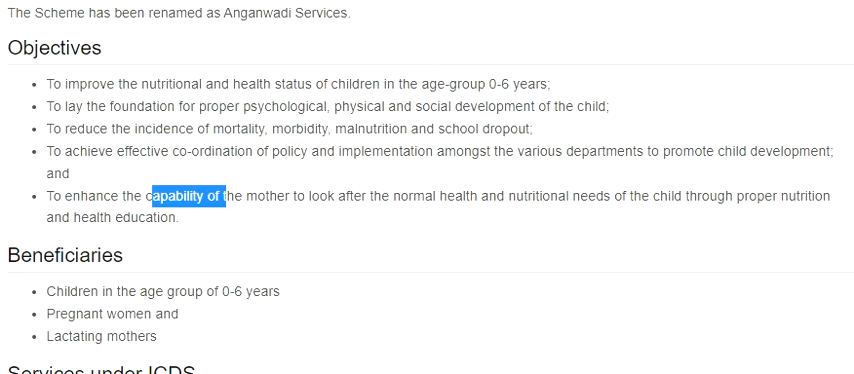 The Scheme has been renamed as Anganwadi Services.
Objectives
• To improve the nutritional and health status of children in the age-group 0-6 years;
• To lay the foundation for proper psychological, physical and social development of the child;
• To reduce the incidence of mortality, morbidity, malnutrition and school dropout;
• To achieve effective co-ordination of policy and implementation amongst the various departments to promote child development;
and
• To enhance the capability of the mother to look after the normal health and nutritional needs of the child through proper nutrition
and health education.
Beneficiaries
• Children in the age group of 0-6 years
• Pregnant women and
• Lactating mothers
Services under ICDS